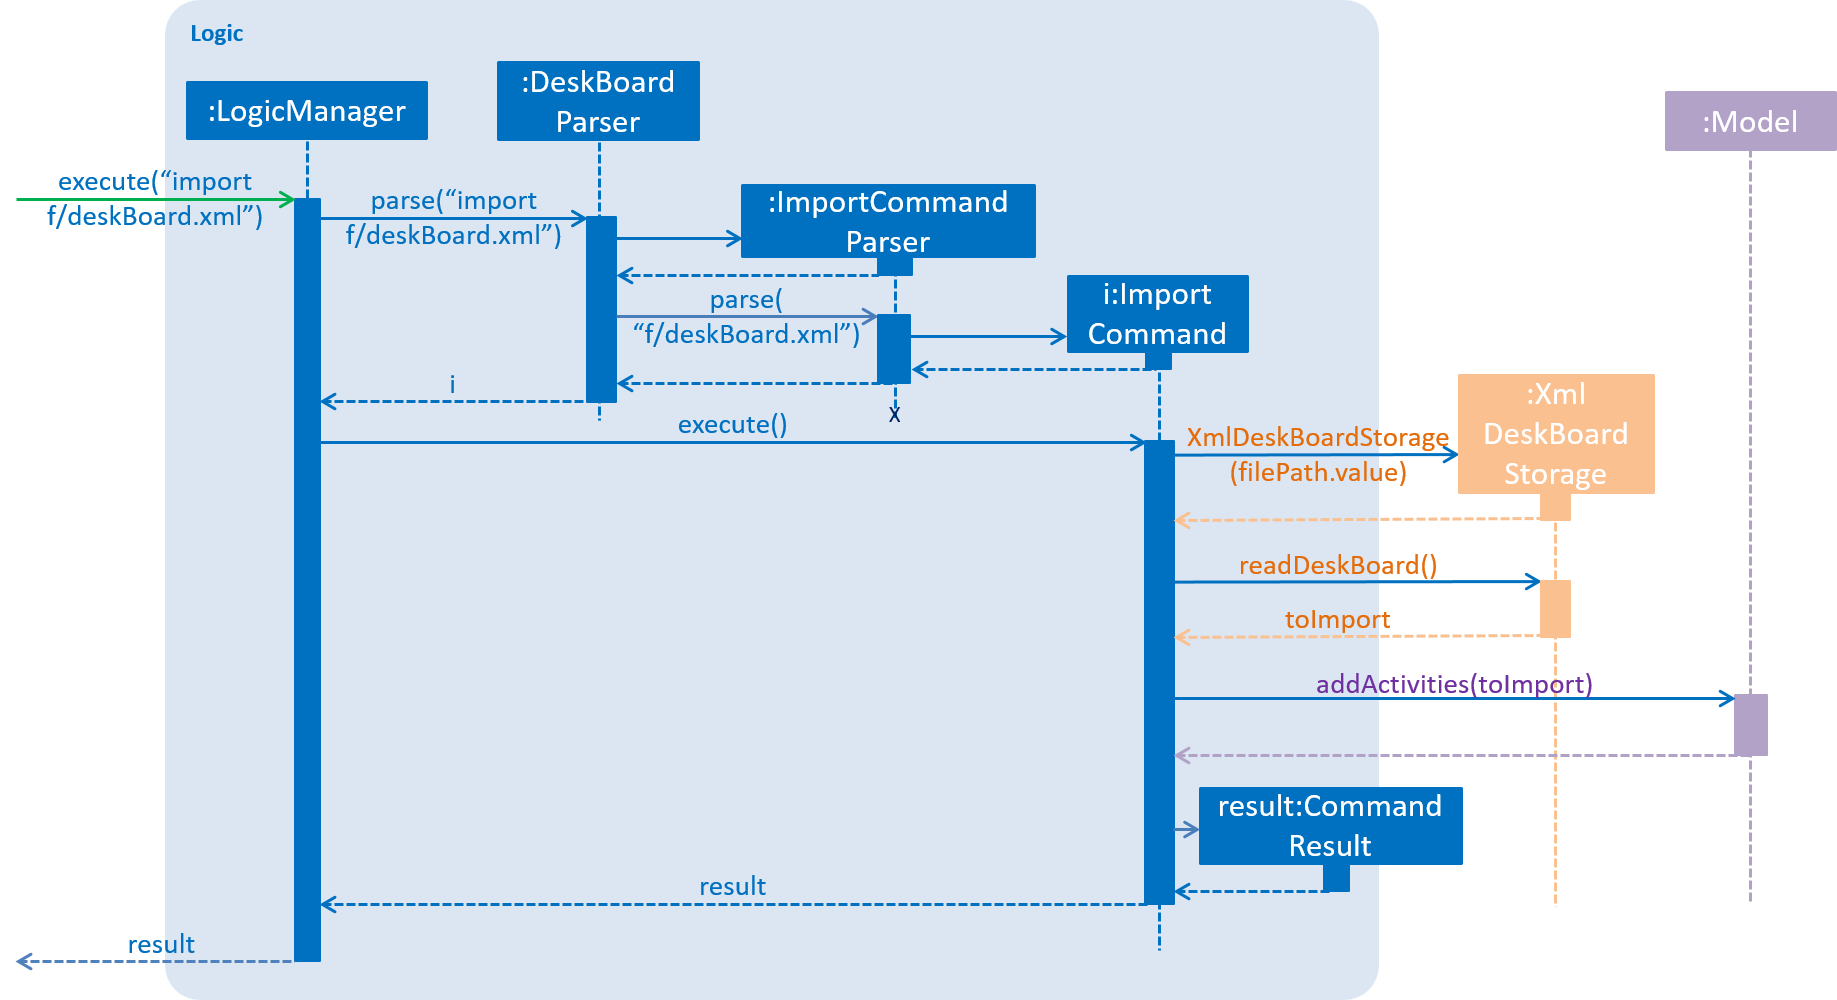 Logic
:LogicManager
:DeskBoard
Parser
:Model
execute(“import
f/deskBoard.xml”)
parse(“import
f/deskBoard.xml”)
:ImportCommand
Parser
parse(
“f/deskBoard.xml”)
i:Import
Command
i
X
execute()
:Xml
DeskBoard
Storage
XmlDeskBoardStorage
(filePath.value)
readDeskBoard()
toImport
addActivities(toImport)
result:Command
Result
result
result